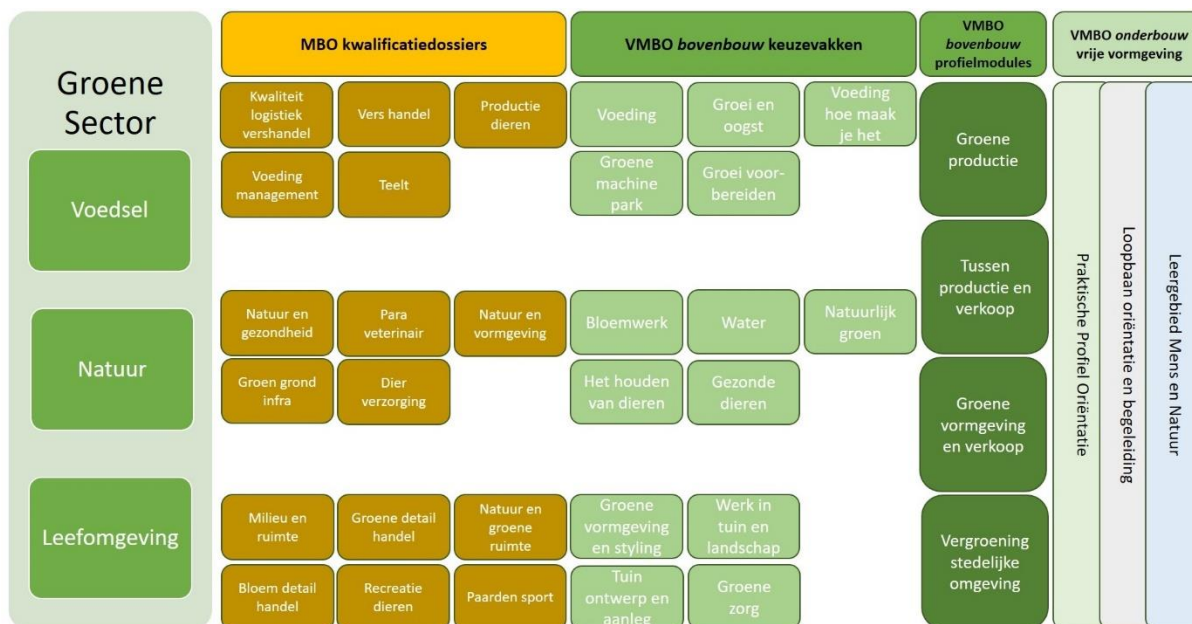 Groene
Sector
Voedsel
Natuur
Leefomgeving
MBO kwalificatiedossiers
Kwaliteit
logistiek
vershandel
Vers handel
Productie
dieren
Voeding
management
Teelt
Natuur en
gezondheid
Para
veterinair
Natuur en
vormgeving
Groen grond
infra
Dier
verzorging
Milieu en
ruimte
Groene detail
handel
Natuur en
groene
ruimte
Bloem detail
handel
Recreatie
dieren
Paarden sport
VMBO bovenbouw keuzevakken
Voeding
Groei en
oogst
Voeding
hoe maak
je het
Groene
machine
park
Groei voor-
bereiden
Bloemwerk
Water
Natuurlijk
groen
Het houden
van dieren
Gezonde
dieren
Groene
vormgeving
en styling
Werk in
tuin en
landschap
Tuin
ontwerp en
aanleg
Groene
zorg
VMBO
bovenbouw
profielmodules
Groene
productie
Tussen
productie en
verkoop
Groene
vormgeving
en verkoop
Vergroening
stedelijke
omgeving
VMBO onderbouw
vrije vormgeving
Praktische Profiel Oriëntatie
Loopbaan oriëntatie en begeleiding
Leergebied Mens en Natuur